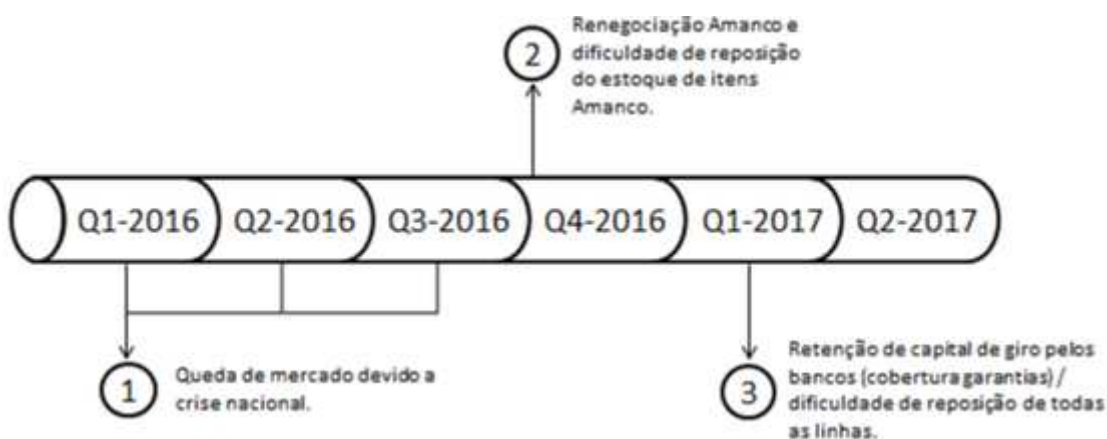 2
Renegociação Amanco e
dificuldade de reposição
do estoque de itens
Amanco.
Q1-2016
Q2-2016
Q3-2016
Q4-2016
Q1-2017
Q2-2017
1
Queda de mercado devido a
crise nacional.
3
Retenção de capital de giro pelos
bancos (cobertura garantias) /
dificuldade de reposição de todas
as linhas.